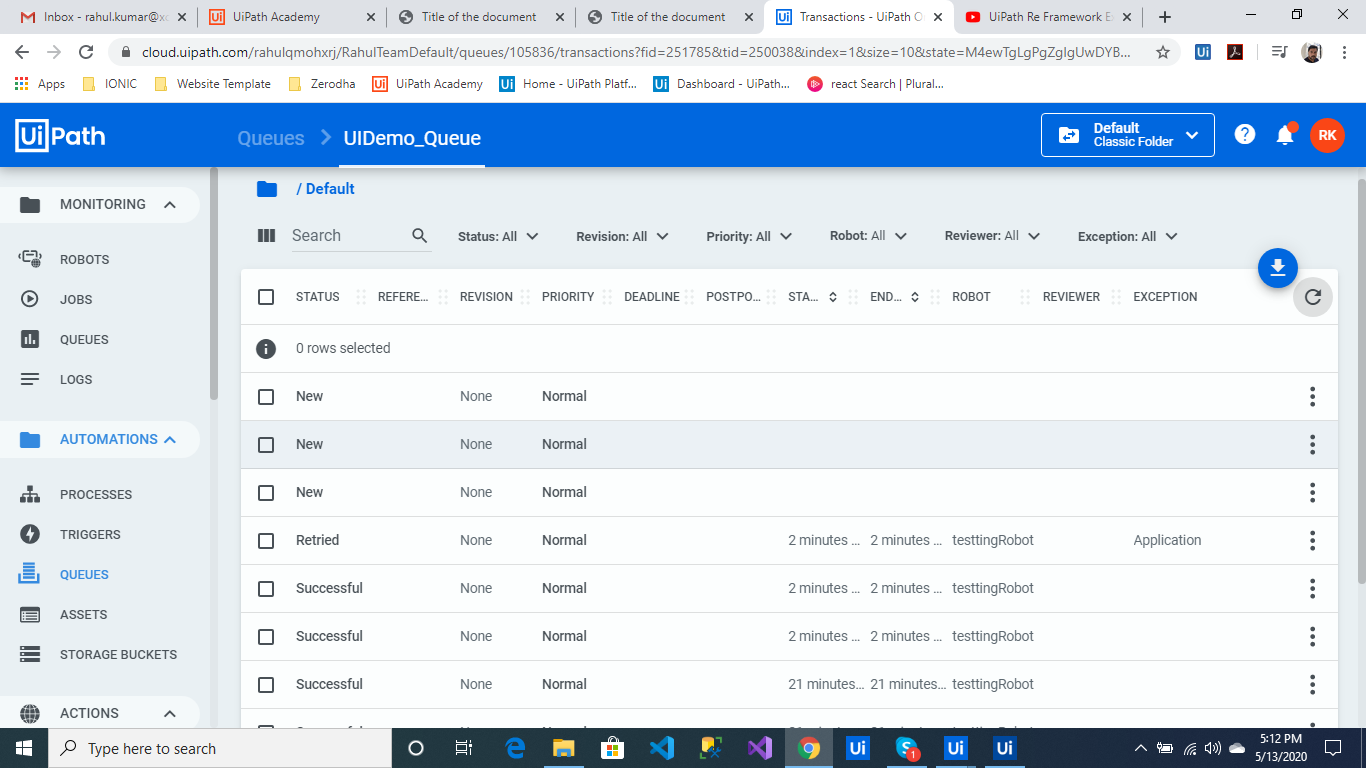 Inbox - rahul.kumar@xc
UiPath Academy
Title of the document
Title of the document
Transactions - UiPath O
UiPath Re Framework E
cloud.uipath.com/rahulqmohxrj/RahulTeamDefault/queues/105836/transactions?fid=251785&tid=250038&index=1&size=10&state=M4ewTgLgPgZglgUwDYB...
Apps IONIC Website Template Zerodha UiPath Academy Home - UiPath Platf... Dashboard - UiPath... react Search | Plural...
UiPath
Queues > UIDemo_Queue
Default
Classic Folder
RK
MONITORING
ROBOTS
JOBS
QUEUES
LOGS
AUTOMATIONS
PROCESSES
TRIGGERS
QUEUES
ASSETS
STORAGE BUCKETS
ACTIONS
/ Default
Search Status: All Revision: All Priority: All Robot: All Reviewer: All Exception: All
STATUS REFERE... REVISION PRIORITY DEADLINE POSTPO... STA... END... ROBOT REVIEWER EXCEPTION
0 rows selected
New None Normal
New None Normal
New None Normal
Retried None Normal 2 minutes ... 2 minutes ... testtingRobot Application
Successful None Normal 2 minutes ... 2 minutes ... testtingRobot
Successful None Normal 2 minutes ... 2 minutes ... testtingRobot
Successful None Normal 21 minutes... 21 minutes... testtingRobot
Type here to search
1
5:12 PM
5/13/2020